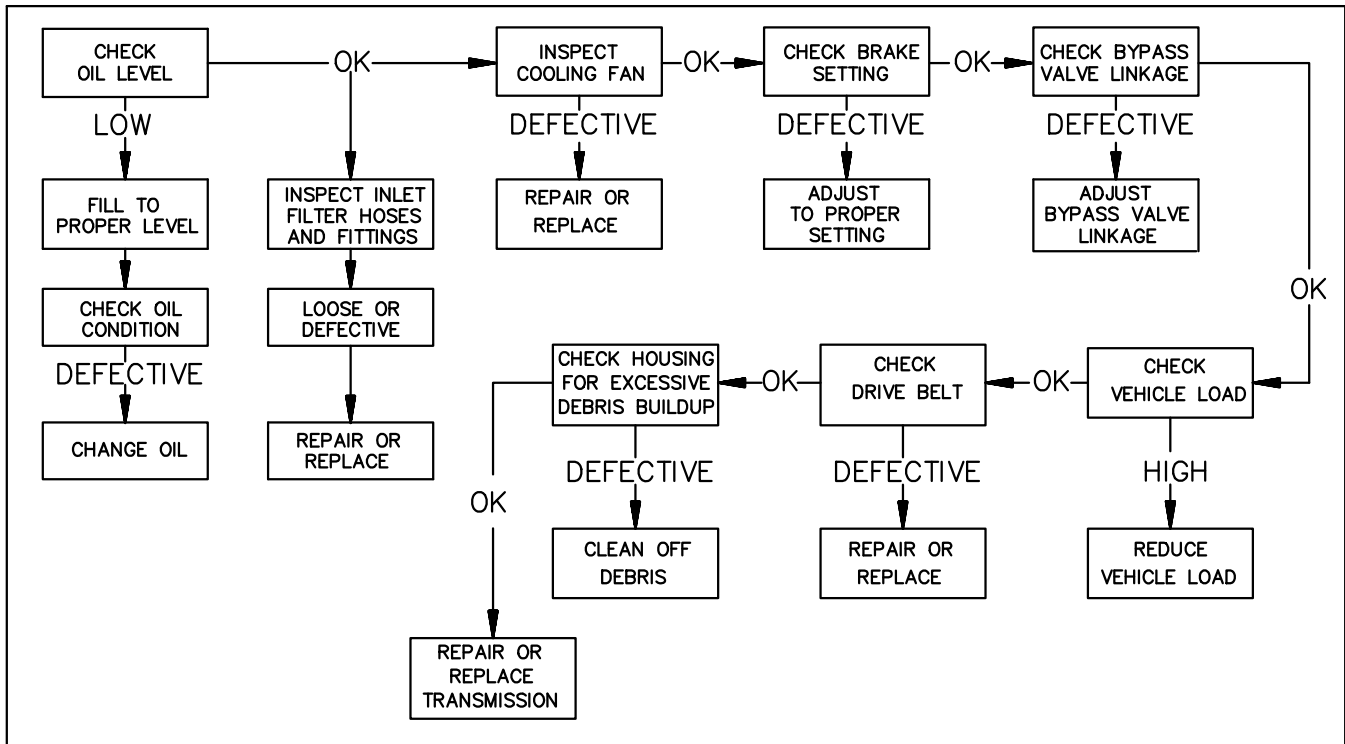 CHECK
OIL LEVEL
OK
INSPECT
COOLING FAN
OK
CHECK BRAKE
SETTING
OK
CHECK BYPASS
VALVE LINKAGE
LOW
DEFECTIVE
DEFECTIVE
DEFECTIVE
FILL TO
PROPER LEVEL
INSPECT INLET
FILTER HOSES
AND FITTINGS
REPAIR OR
REPLACE
ADJUST
TO PROPER
SETTING
ADJUST
BYPASS VALVE
LINKAGE
OK
CHECK OIL
CONDITION
LOOSE OR
DEFECTIVE
DEFECTIVE
CHANGE OIL
REPAIR OR
REPLACE
CHECK HOUSING
FOR EXCESSIVE
DEBRIS BUILDUP
OK
CHECK
DRIVE BELT
OK
CHECK
VEHICLE LOAD
OK
DEFECTIVE
DEFECTIVE
HIGH
CLEAN OFF
DEBRIS
REPAIR OR
REPLACE
REDUCE
VEHICLE LOAD
REPAIR OR
REPLACE
TRANSMISSION